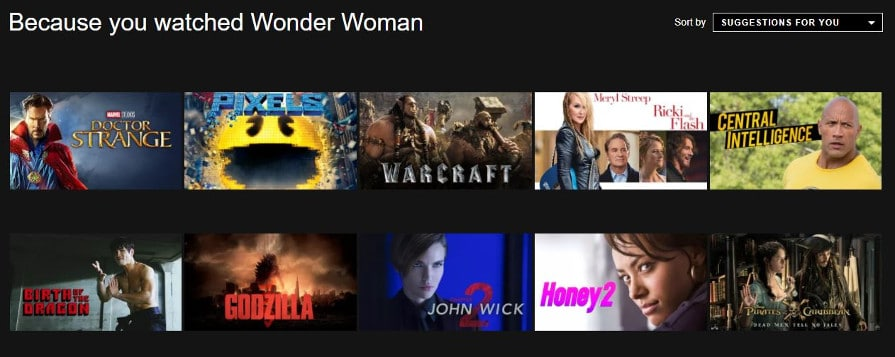 Because you watched Wonder Woman
Sort by
SUGGESTIONS FOR YOU
MARVEL STUDIOS
DOCTOR
STRANGE
PIXELS
WARCRAFT
Meryl Streep
Ricki and the
Flash
CENTRAL
INTELLIGENCE
BIRTH OF
THE
DRAGON
GODZILLA
2
JOHN WICK
Honey2
PIRATES of the CARIBBEAN
DEAD MEN TELL NO TALES